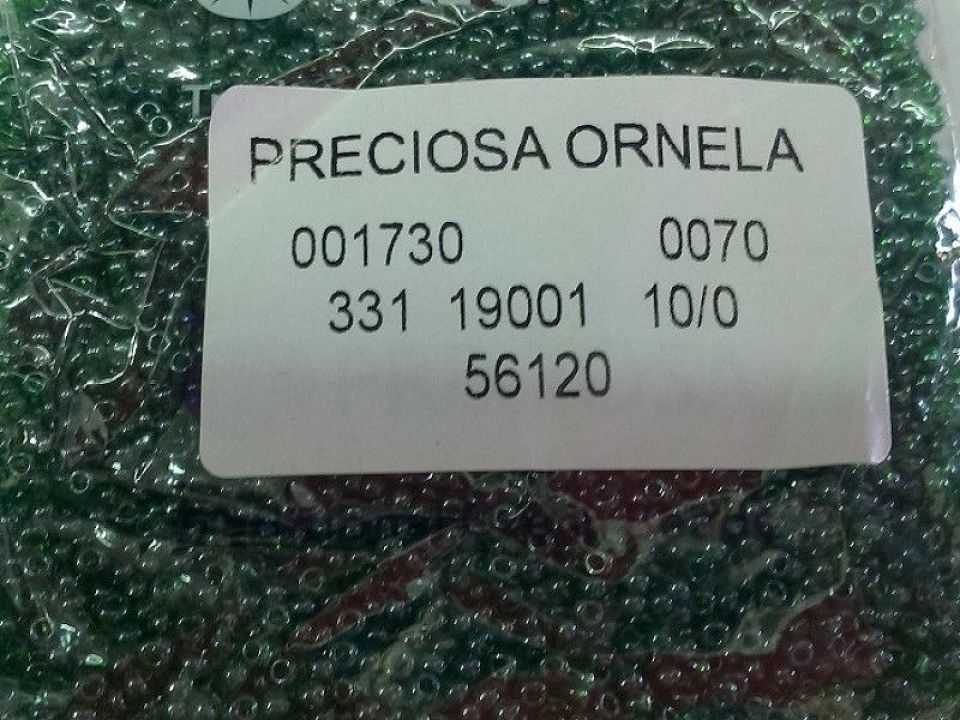 PRECIOSA ORNELA
001730 0070
331 19001 10/0
56120